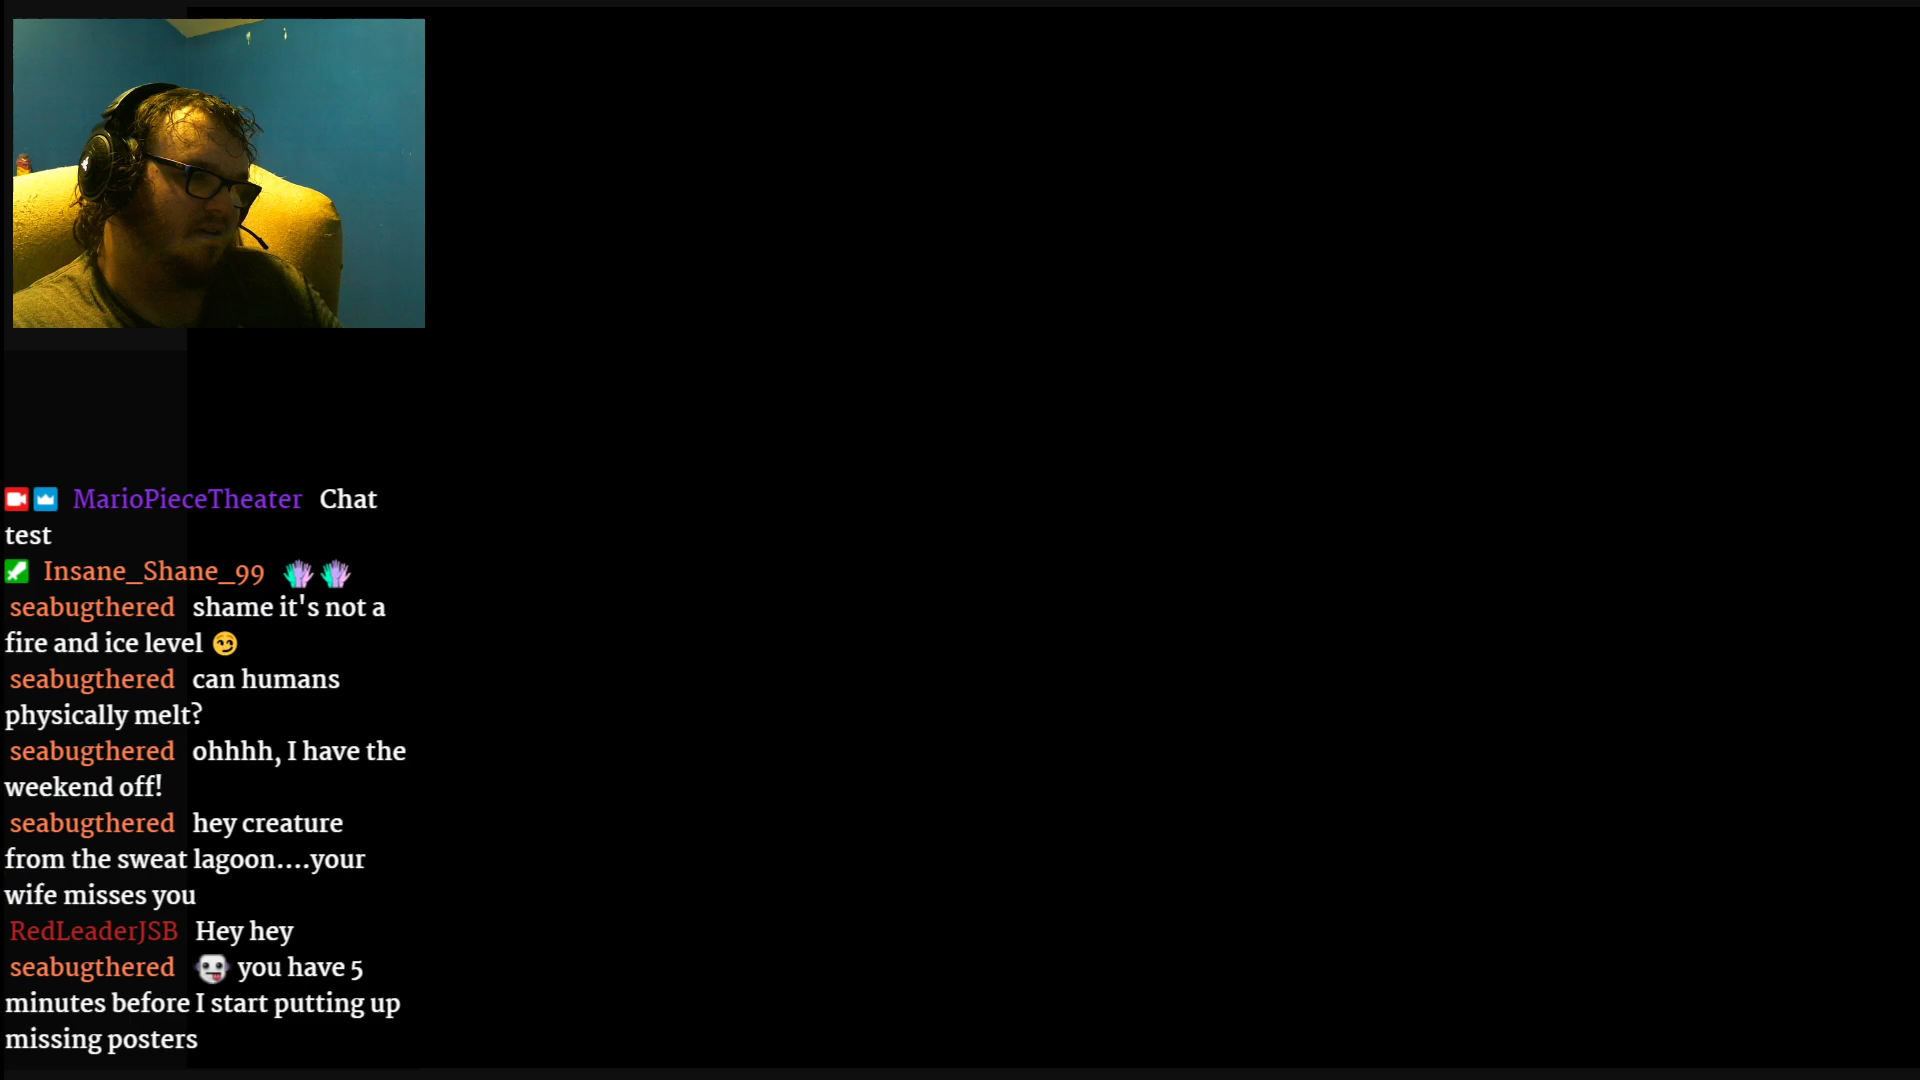 MarioPieceTheater Chat
test
Insane_Shane_99
seabugthered shame it's not a
fire and ice level 😏
seabugthered can humans
physically melt?
seabugthered ohhhh, I have the
weekend off!
seabugthered hey creature
from the sweat lagoon....your
wife misses you
RedLeaderJSB Hey hey
seabugthered you have 5
minutes before I start putting up
missing posters